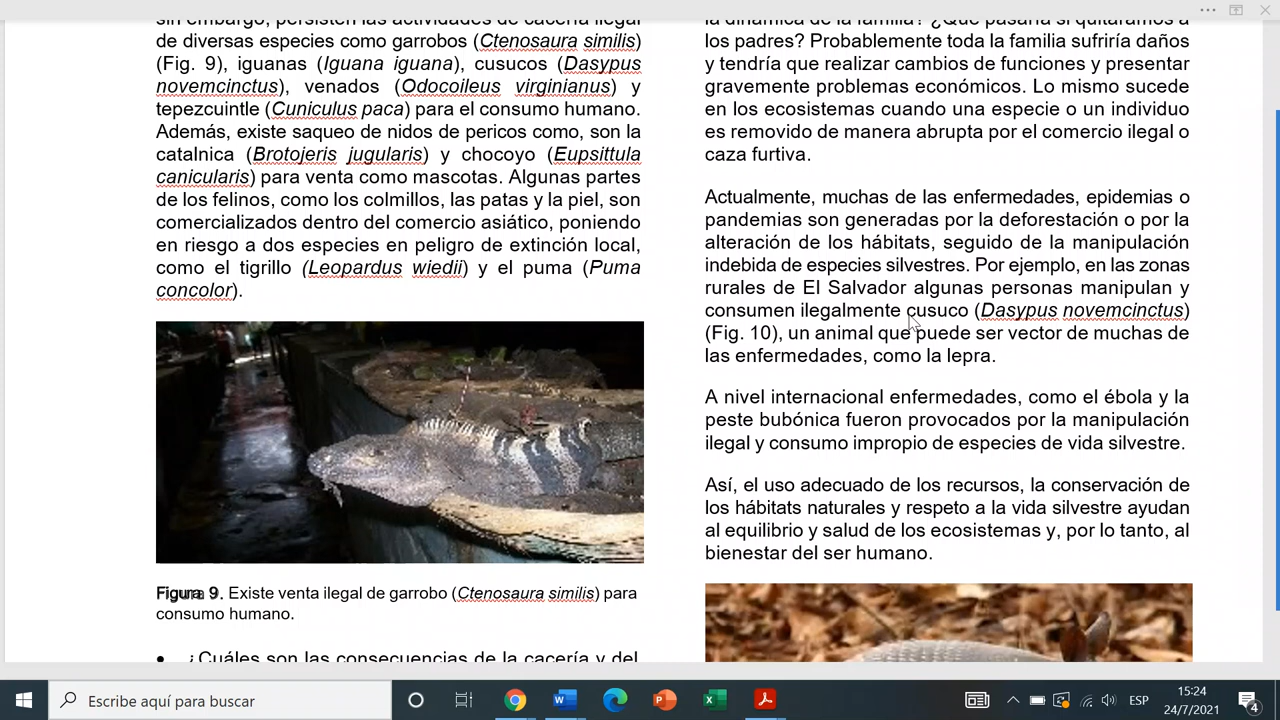 sin embargo, persisten las actividades de cacería ilegal
de diversas especies como garrobos (Ctenosaura similis)
(Fig. 9), iguanas (Iguana iguana), cusucos (Dasypus
novemcinctus), venados (Odocoileus virginianus) y
tepezcuintle (Cuniculus paca) para el consumo humano.
Además, existe saqueo de nidos de pericos como, son la
catalnica (Brotojeris jugularis) y chocoyo (Eupsittula
canicularis) para venta como mascotas. Algunas partes
de los felinos, como los colmillos, las patas y la piel, son
comercializados dentro del comercio asiático, poniendo
en riesgo a dos especies en peligro de extinción local,
como el tigrillo (Leopardus wiedii) y el puma (Puma
concolor).
Figura 9. Existe venta ilegal de garrobo (Ctenosaura similis) para
consumo humano.
• ¿Cuáles son las consecuencias de la cacería y del
la dinámica de la familia? ¿Qué pasaría si quitáramos a
los padres? Probablemente toda la familia sufriría daños
y tendría que realizar cambios de funciones y presentar
gravemente problemas económicos. Lo mismo sucede
en los ecosistemas cuando una especie o un individuo
es removido de manera abrupta por el comercio ilegal o
caza furtiva.
Actualmente, muchas de las enfermedades, epidemias o
pandemias son generadas por la deforestación o por la
alteración de los hábitats, seguido de la manipulación
indebida de especies silvestres. Por ejemplo, en las zonas
rurales de El Salvador algunas personas manipulan y
consumen ilegalmente cusuco (Dasypus novemcinctus)
(Fig. 10), un animal que puede ser vector de muchas de
las enfermedades, como la lepra.
A nivel internacional enfermedades, como el ébola y la
peste bubónica fueron provocados por la manipulación
ilegal y consumo impropio de especies de vida silvestre.
Así, el uso adecuado de los recursos, la conservación de
los hábitats naturales y respeto a la vida silvestre ayudan
al equilibrio y salud de los ecosistemas y, por lo tanto, al
bienestar del ser humano.
Escribe aquí para buscar
ESP
15:24
24/7/2021
4